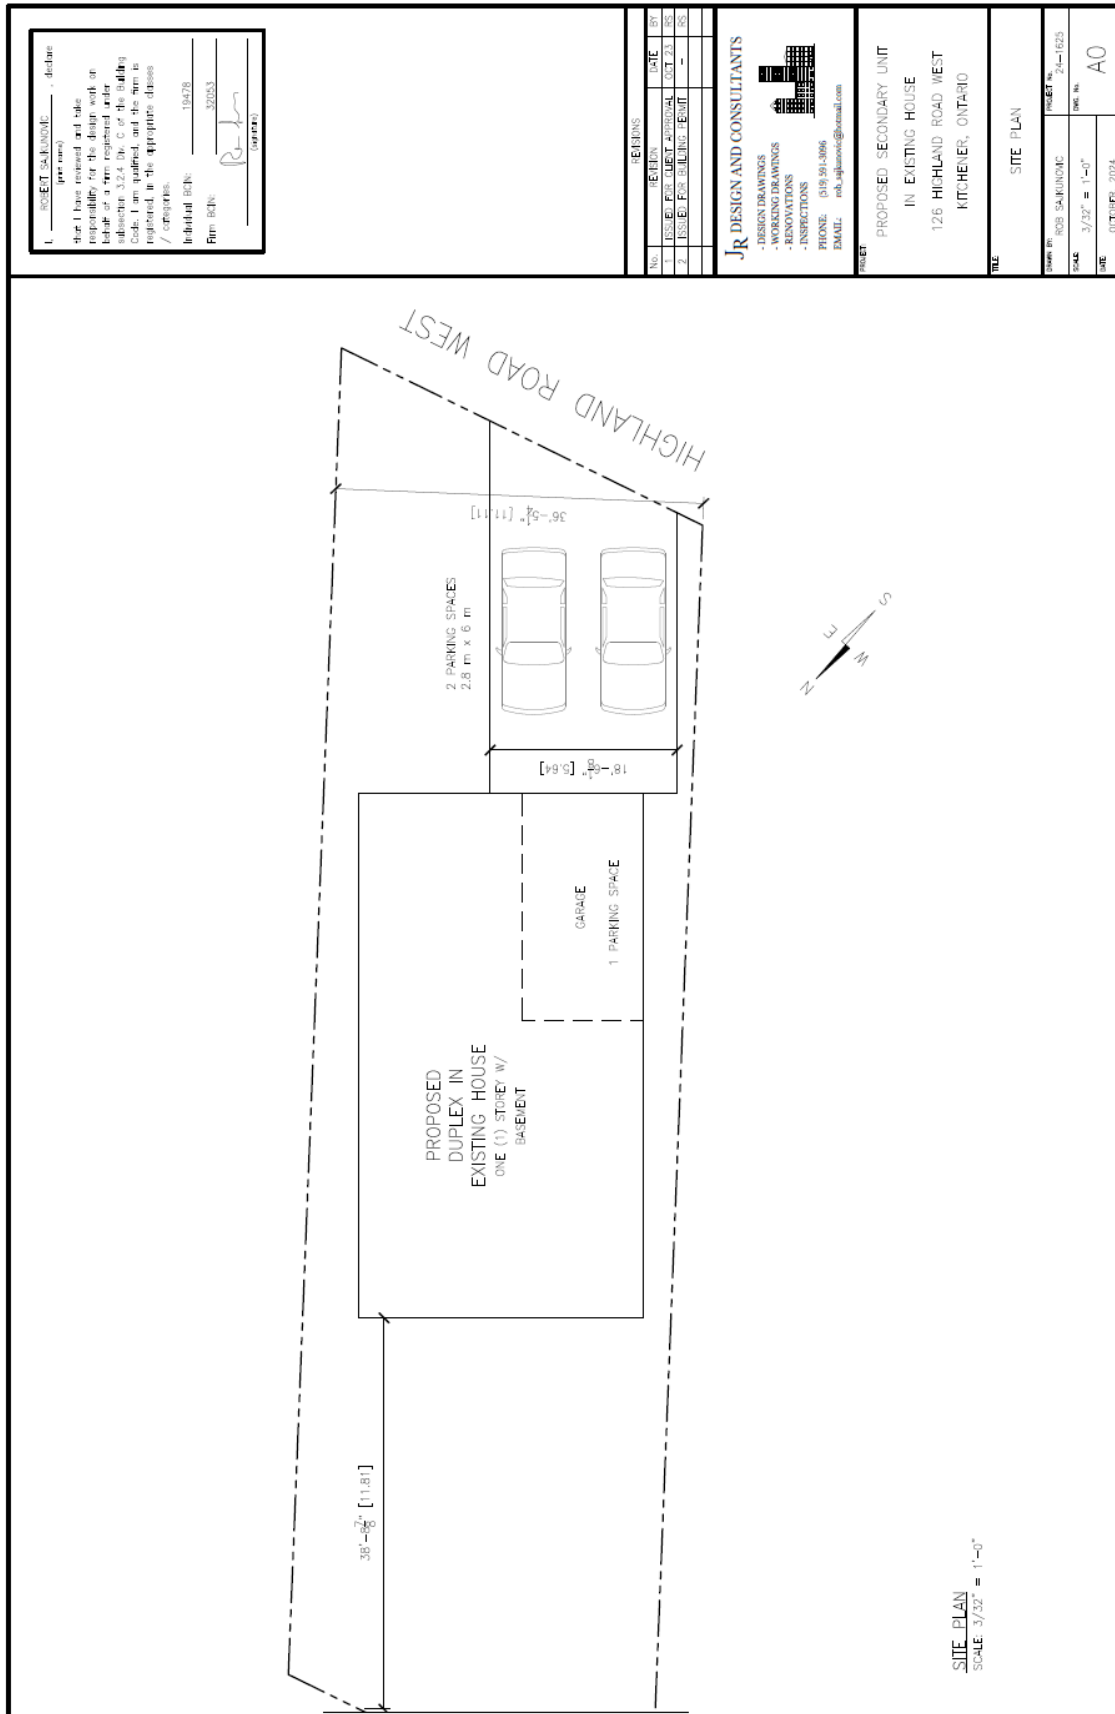 I, ROBERT SAJKUNOVIC , declare
(print name)
that I have reviewed and take
responsibility for the design work on
behalf of a firm registered under
subsection 3.2.4 Div. C of the Building
Code. I am qualified, and the firm is
registered, in the appropriate classes
/ categories.
Individual BCIN: 19478
Firm BCIN: 32053
(signature)
REVISIONS
No. REVISION DATE BY
1 ISSUED FOR CLIENT APPROVAL OCT 23 RS
2 ISSUED FOR BUILDING PERMIT - RS
JR DESIGN AND CONSULTANTS
- DESIGN DRAWINGS
- WORKING DRAWINGS
- RENOVATIONS
- INSPECTIONS
PHONE: (519) 591-3096
EMAIL: rob_sajkunovic@hotmail.com
PROJECT:
PROPOSED SECONDARY UNIT
IN EXISTING HOUSE
126 HIGHLAND ROAD WEST
KITCHENER, ONTARIO
TITLE:
SITE PLAN
DRAWN BY: ROB SAJKUNOVIC
PROJECT No. 24-1625
SCALE: 3/32" = 1'-0"
DWG. No. A0
DATE: OCTOBER 2024
HIGHLAND ROAD WEST
36'-5 1/4" [11.11]
2 PARKING SPACES
2.8 m x 6 m
18'-6 1/8" [5.64]
GARAGE
1 PARKING SPACE
PROPOSED
DUPLEX IN
EXISTING HOUSE
ONE (1) STOREY W/
BASEMENT
38'-8 7/8" [11.81]
N
E
W
S
SITE PLAN
SCALE: 3/32" = 1'-0"